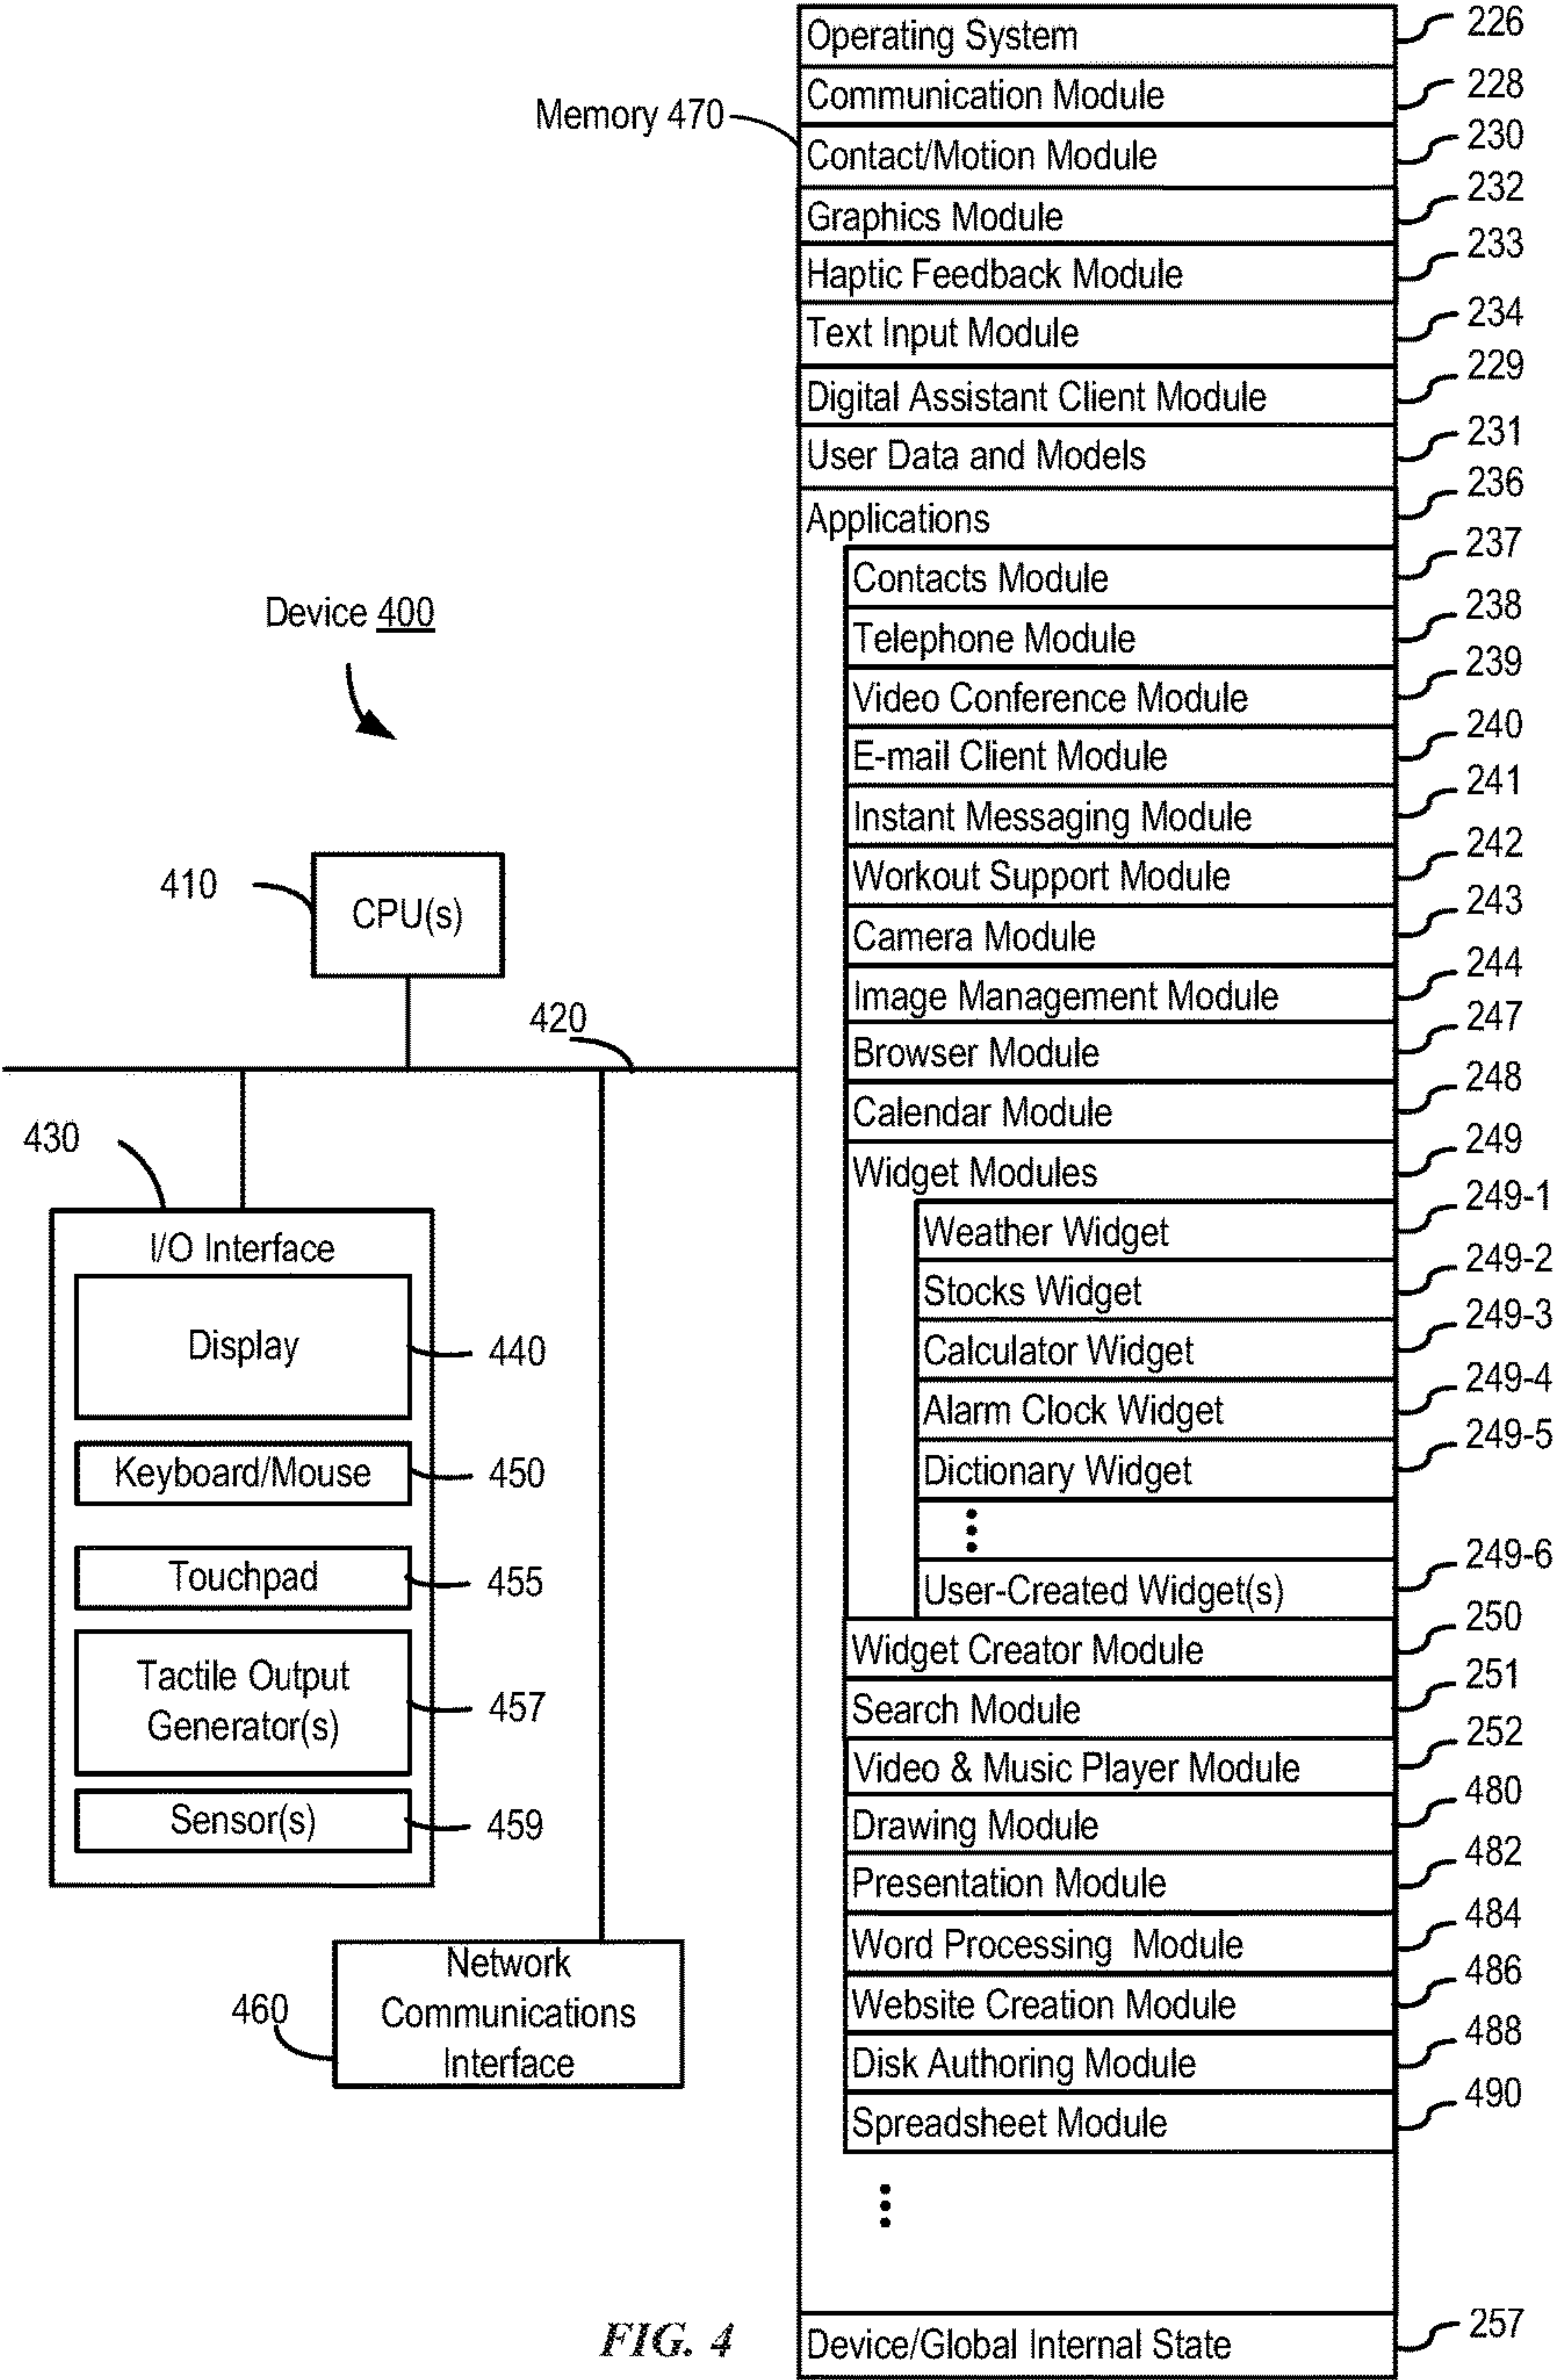 Operating System 226
Communication Module 228
Memory 470
Contact/Motion Module 230
Graphics Module 232
Haptic Feedback Module 233
Text Input Module 234
Digital Assistant Client Module 229
User Data and Models 231
Applications 236
Contacts Module 237
Telephone Module 238
Video Conference Module 239
E-mail Client Module 240
Instant Messaging Module 241
Workout Support Module 242
Camera Module 243
Image Management Module 244
Browser Module 247
Calendar Module 248
Widget Modules 249
Weather Widget 249-1
Stocks Widget 249-2
Calculator Widget 249-3
Alarm Clock Widget 249-4
Dictionary Widget 249-5
User-Created Widget(s) 249-6
Widget Creator Module 250
Search Module 251
Video & Music Player Module 252
Drawing Module 480
Presentation Module 482
Word Processing Module 484
Website Creation Module 486
Disk Authoring Module 488
Spreadsheet Module 490
Device/Global Internal State 257
Device 400
410
CPU(s)
420
430
I/O Interface
Display 440
Keyboard/Mouse 450
Touchpad 455
Tactile Output
Generator(s) 457
Sensor(s) 459
460
Network
Communications
Interface
FIG. 4